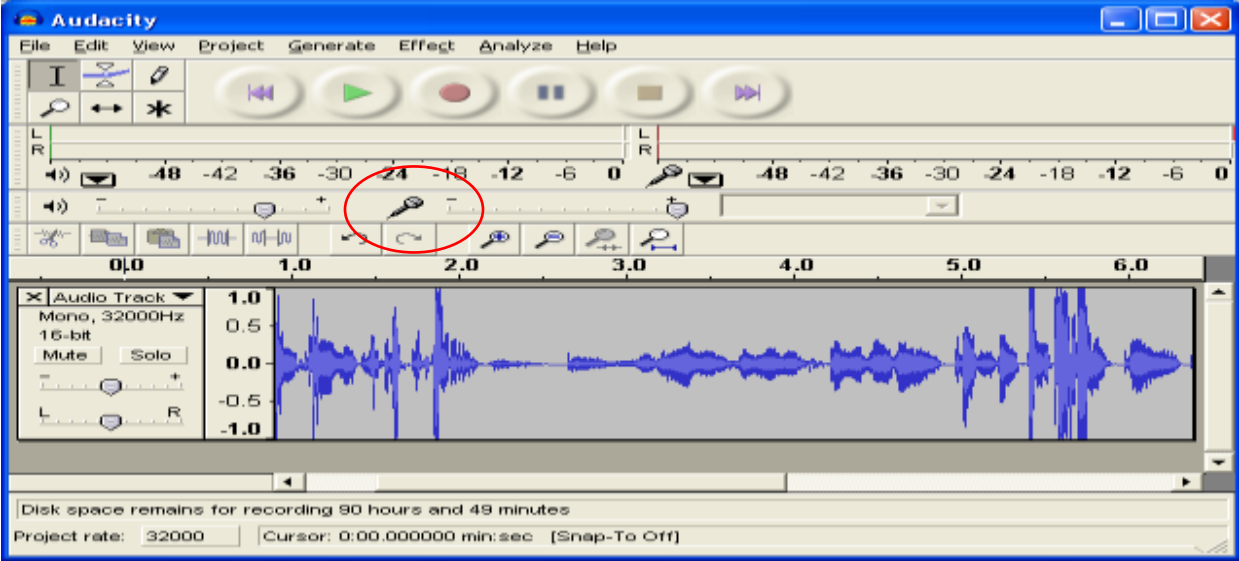 Audacity
File Edit View Project Generate Effect Analyze Help
L
R
-48 -42 -36 -30 -24 -18 -12 -6 0
L
R
-48 -42 -36 -30 -24 -18 -12 -6 0
- +
- +
0.0 1.0 2.0 3.0 4.0 5.0 6.0
Audio Track
Mono, 32000Hz
16-bit
Mute Solo
- +
L R
1.0
0.5
0.0
-0.5
-1.0
Disk space remains for recording 90 hours and 49 minutes
Project rate: 32000 Cursor: 0:00.000000 min:sec [Snap-To Off]